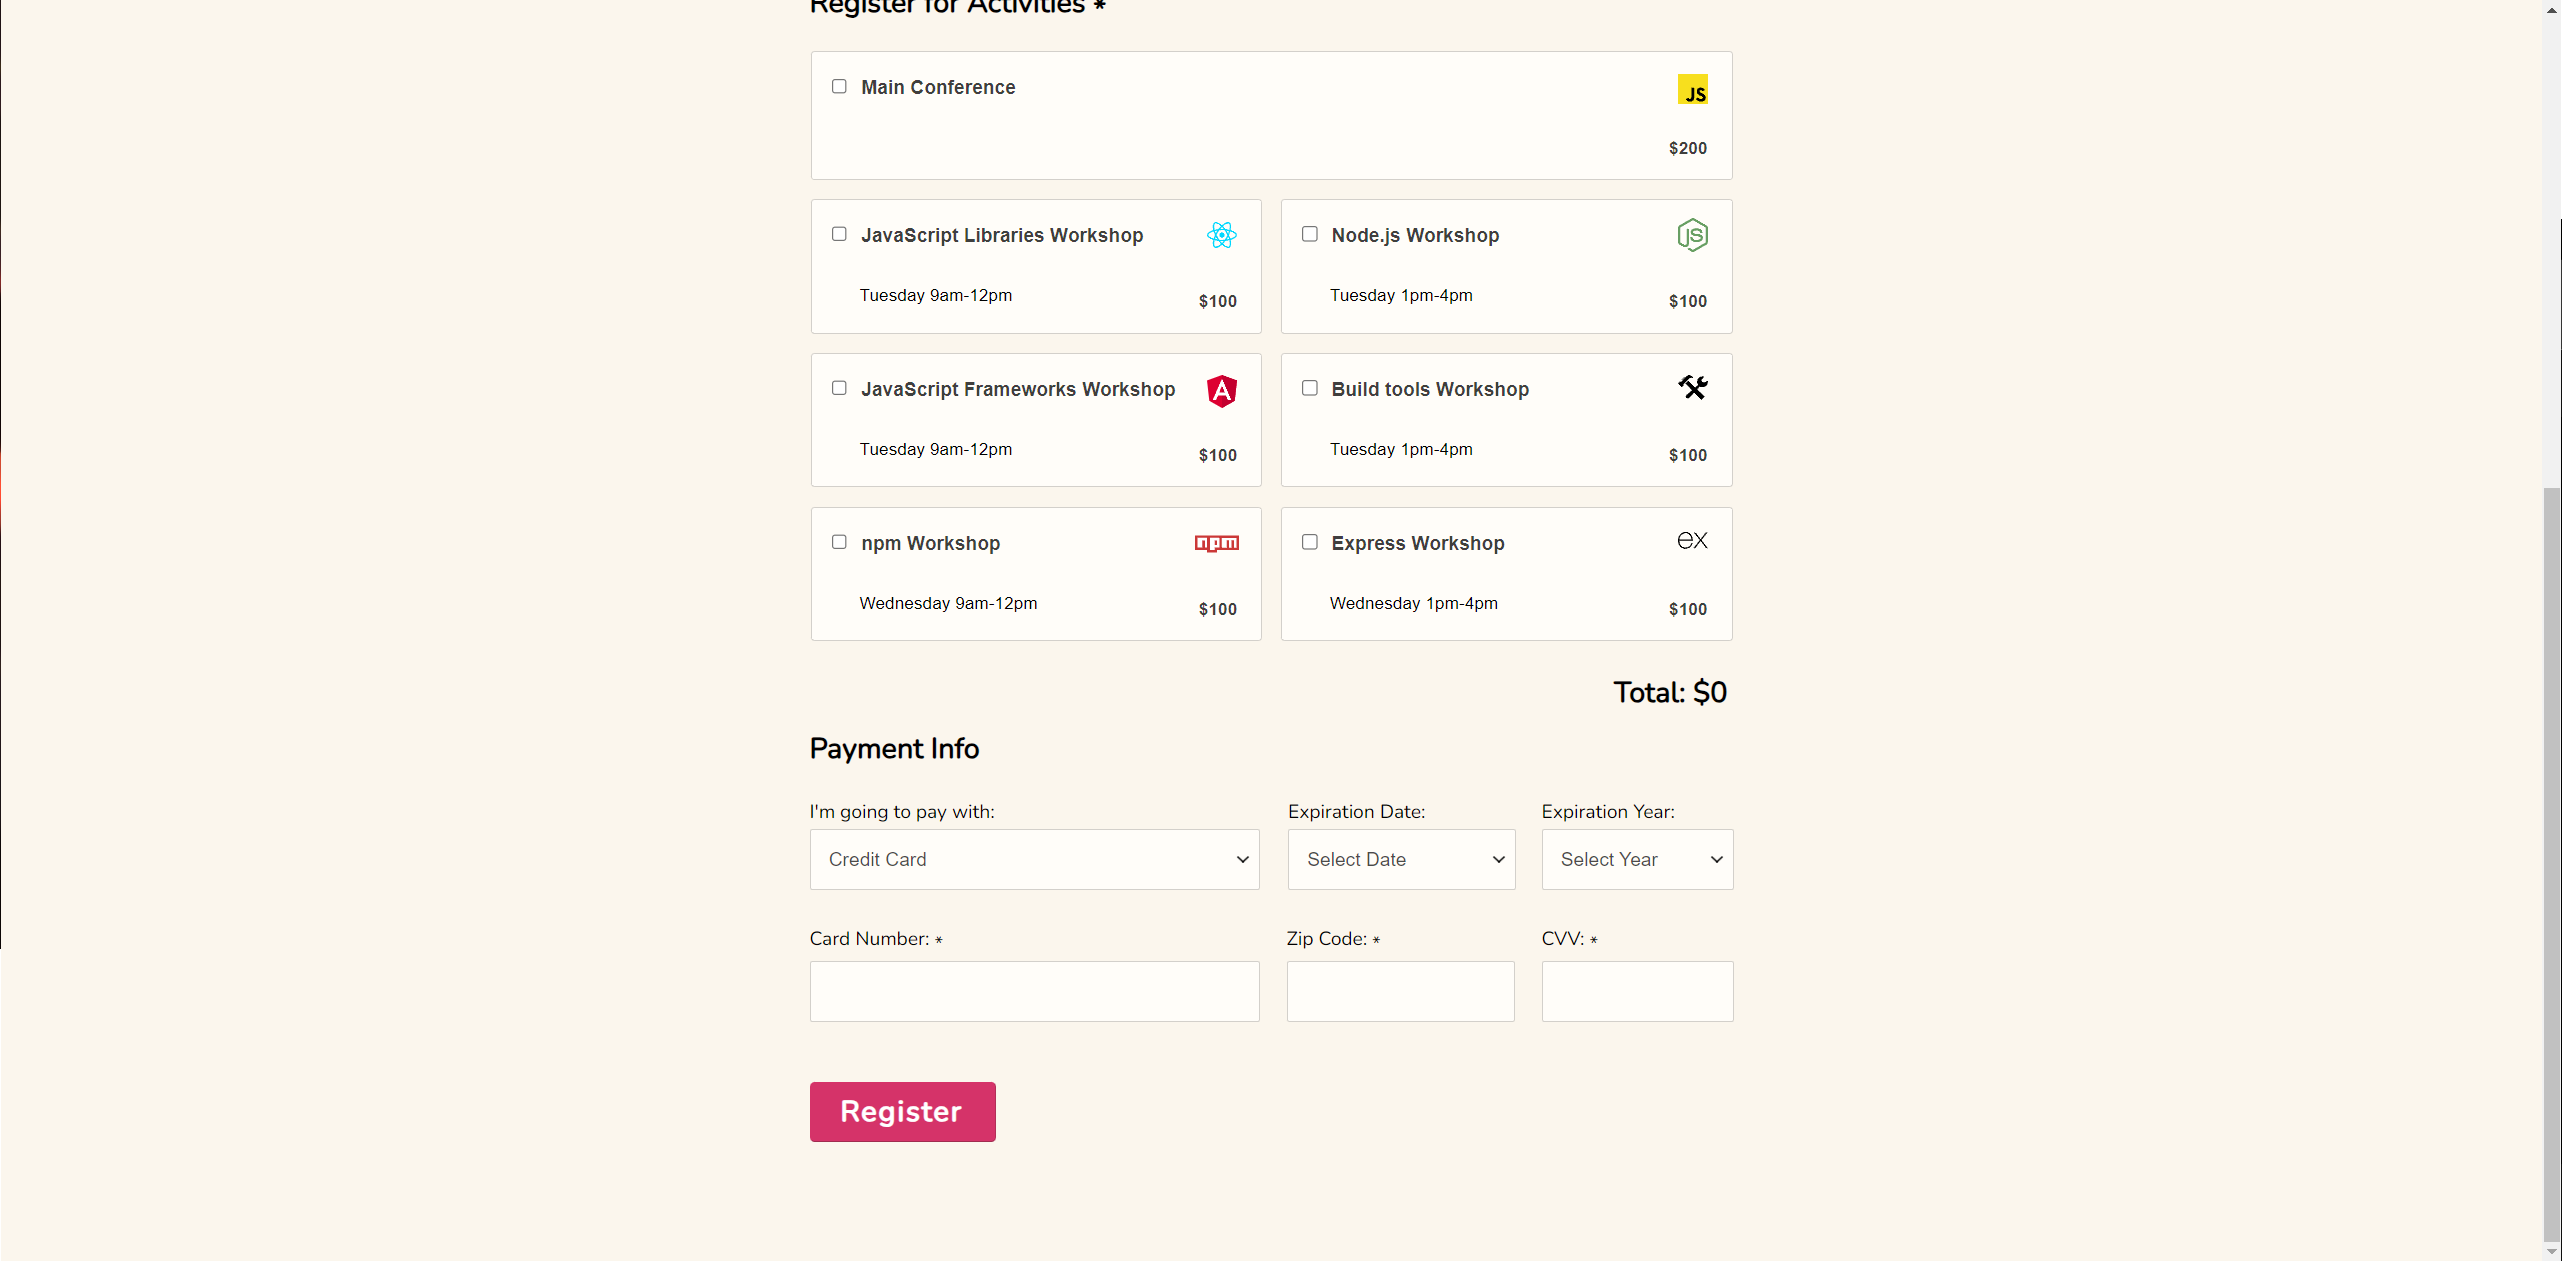 Register for Activities *
Main Conference
JS
$200
JavaScript Libraries Workshop
Tuesday 9am-12pm
$100
Node.js Workshop
JS
Tuesday 1pm-4pm
$100
JavaScript Frameworks Workshop
A
Tuesday 9am-12pm
$100
Build tools Workshop
Tuesday 1pm-4pm
$100
npm Workshop
npm
Wednesday 9am-12pm
$100
Express Workshop
ex
Wednesday 1pm-4pm
$100
Total: $0
Payment Info
I'm going to pay with:
Credit Card
Expiration Date:
Select Date
Expiration Year:
Select Year
Card Number: *
Zip Code: *
CVV: *
Register